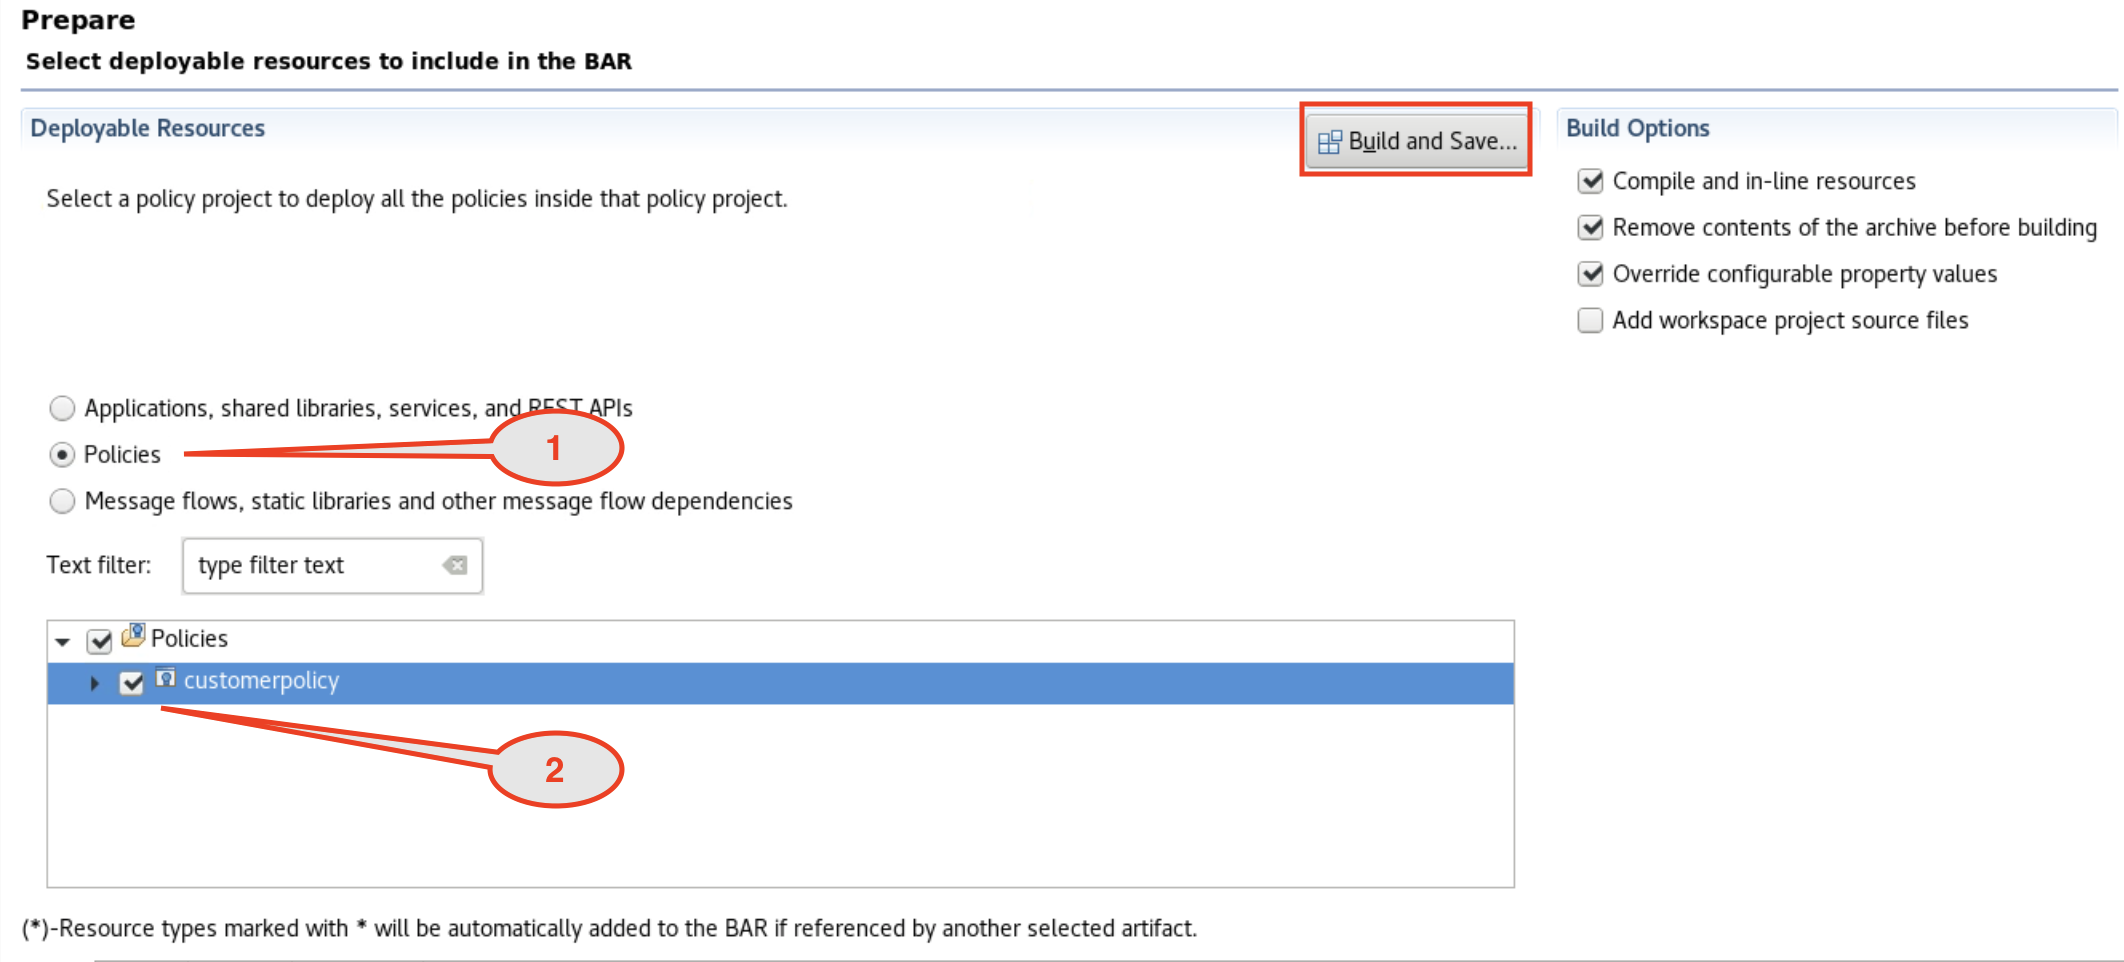 Prepare
Select deployable resources to include in the BAR
Deployable Resources
Build and Save...
Select a policy project to deploy all the policies inside that policy project.
Applications, shared libraries, services, and REST APIs
Policies
1
Message flows, static libraries and other message flow dependencies
Text filter: type filter text
Policies
customerpolicy
2
(*)-Resource types marked with * will be automatically added to the BAR if referenced by another selected artifact.
Build Options
Compile and in-line resources
Remove contents of the archive before building
Override configurable property values
Add workspace project source files